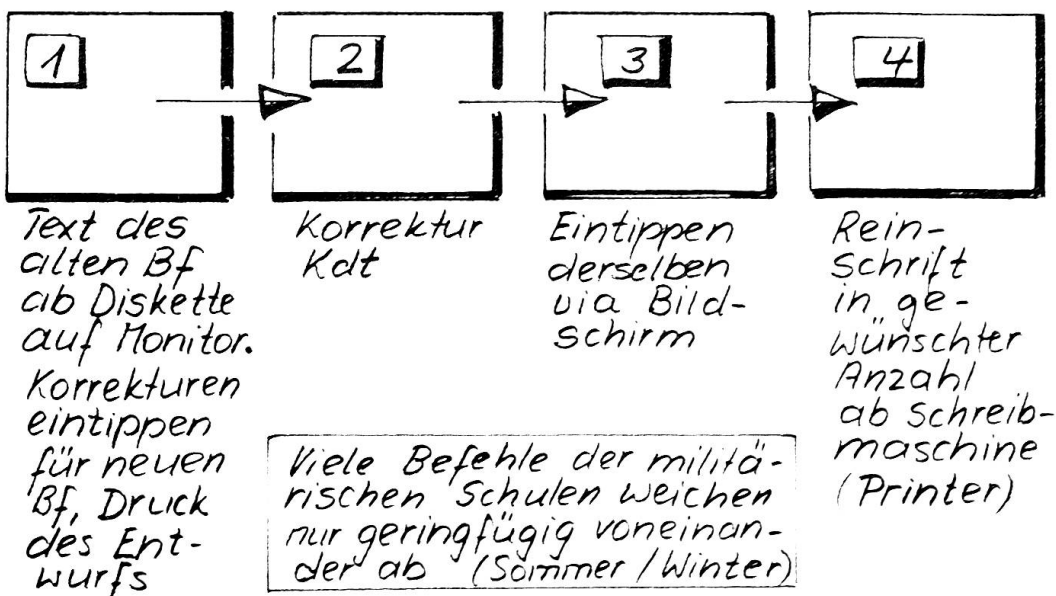 1
2
3
4
Text des
alten Bf
ab Diskette
auf Monitor.
Korrekturen
eintippen
für neuen
Bf, Druck
des Ent-
wurfs
Korrektur
Kdt
Eintippen
derselben
via Bild-
schirm
Rein-
schrift
in ge-
wünschter
Anzahl
ab Schreib-
maschine
(Printer)
Viele Befehle der militä-
rischen Schulen weichen
nur geringfügig voneinan-
der ab (Sommer/Winter)